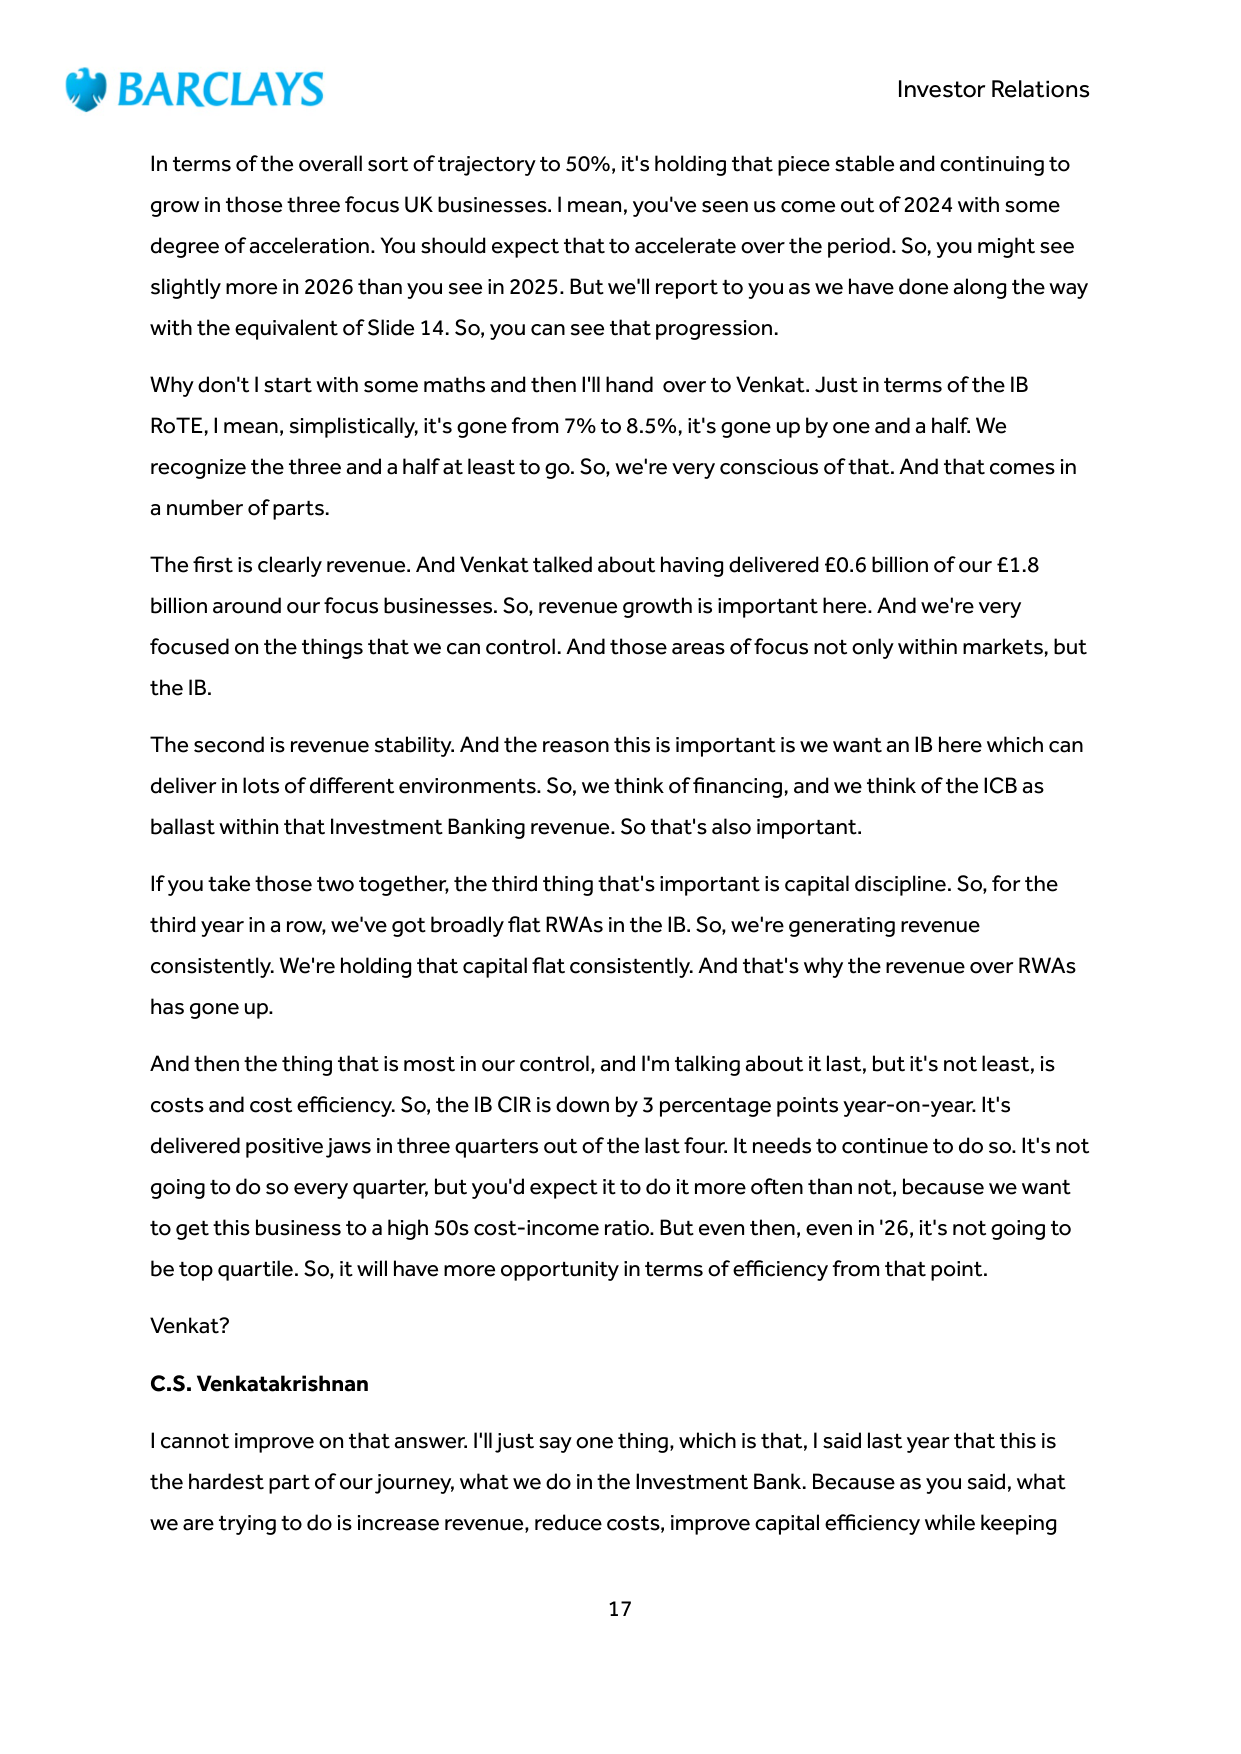 BARCLAYS
Investor Relations
In terms of the overall sort of trajectory to 50%, it's holding that piece stable and continuing to
grow in those three focus UK businesses. I mean, you've seen us come out of 2024 with some
degree of acceleration. You should expect that to accelerate over the period. So, you might see
slightly more in 2026 than you see in 2025. But we'll report to you as we have done along the way
with the equivalent of Slide 14. So, you can see that progression.
Why don't I start with some maths and then I'll hand  over to Venkat. Just in terms of the IB
RoTE, I mean, simplistically, it's gone from 7% to 8.5%, it's gone up by one and a half. We
recognize the three and a half at least to go. So, we're very conscious of that. And that comes in
a number of parts.
The first is clearly revenue. And Venkat talked about having delivered £0.6 billion of our £1.8
billion around our focus businesses. So, revenue growth is important here. And we're very
focused on the things that we can control. And those areas of focus not only within markets, but
the IB.
The second is revenue stability. And the reason this is important is we want an IB here which can
deliver in lots of different environments. So, we think of financing, and we think of the ICB as
ballast within that Investment Banking revenue. So that's also important.
If you take those two together, the third thing that's important is capital discipline. So, for the
third year in a row, we've got broadly flat RWAs in the IB. So, we're generating revenue
consistently. We're holding that capital flat consistently. And that's why the revenue over RWAs
has gone up.
And then the thing that is most in our control, and I'm talking about it last, but it's not least, is
costs and cost efficiency. So, the IB CIR is down by 3 percentage points year-on-year. It's
delivered positive jaws in three quarters out of the last four. It needs to continue to do so. It's not
going to do so every quarter, but you'd expect it to do it more often than not, because we want
to get this business to a high 50s cost-income ratio. But even then, even in '26, it's not going to
be top quartile. So, it will have more opportunity in terms of efficiency from that point.
Venkat?
C.S. Venkatakrishnan
I cannot improve on that answer. I'll just say one thing, which is that, I said last year that this is
the hardest part of our journey, what we do in the Investment Bank. Because as you said, what
we are trying to do is increase revenue, reduce costs, improve capital efficiency while keeping
17